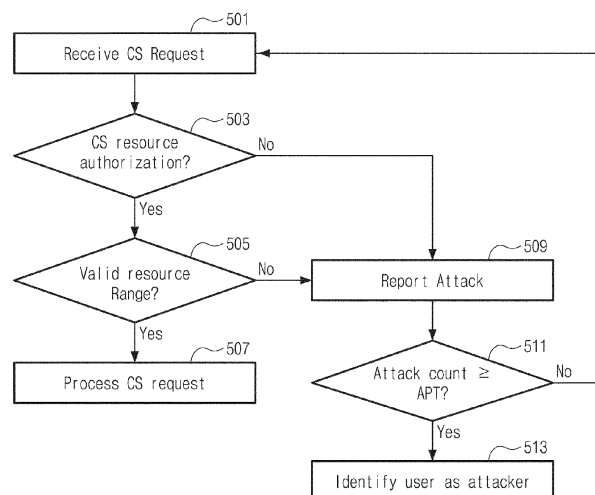 501
Receive CS Request
503
CS resource
authorization?
No
Yes
505
Valid resource
Range?
No
Yes
507
Process CS request
509
Report Attack
511
Attack count ≥
APT?
No
Yes
513
Identify user as attacker